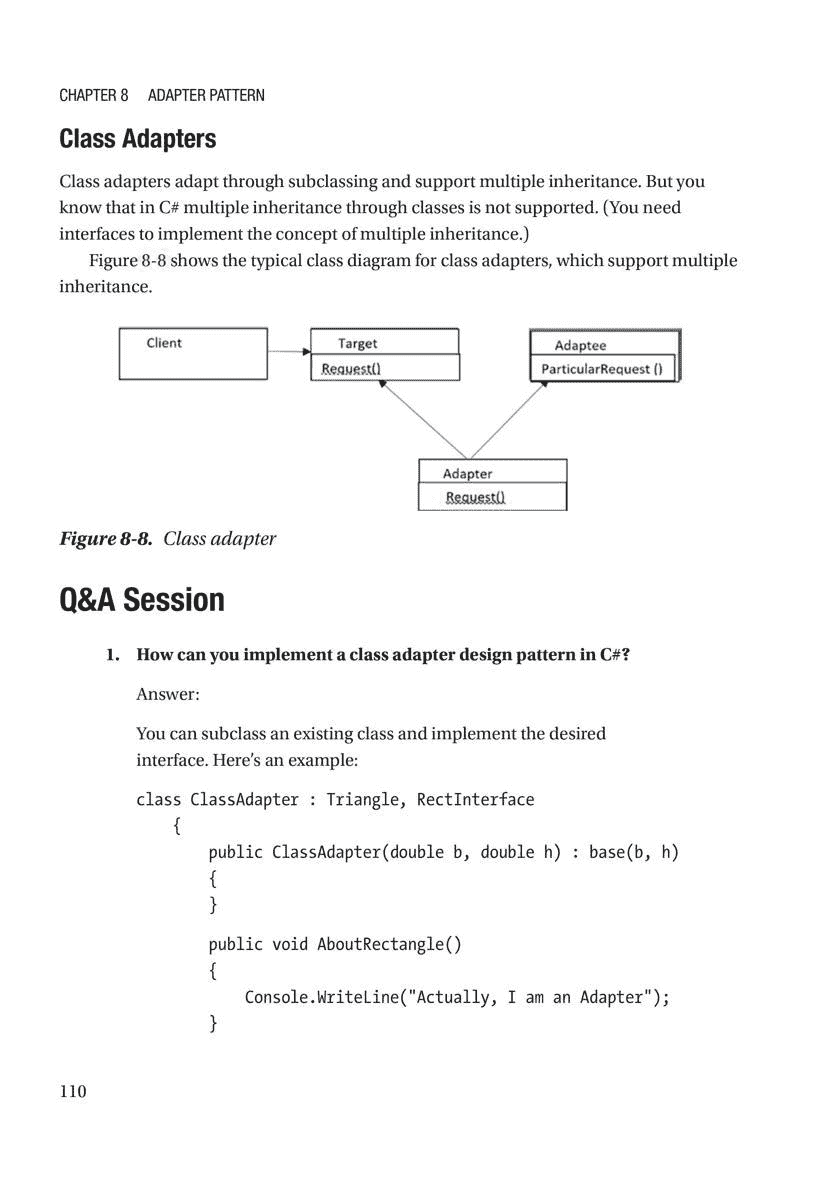 CHAPTER 8 ADAPTER PATTERN
Class Adapters
Class adapters adapt through subclassing and support multiple inheritance. But you
know that in C# multiple inheritance through classes is not supported. (You need
interfaces to implement the concept of multiple inheritance.)
Figure 8-8 shows the typical class diagram for class adapters, which support multiple
inheritance.
Client
Target
Request()
Adaptee
ParticularRequest ()
Adapter
Request()
Figure 8-8. Class adapter
Q&A Session
1. How can you implement a class adapter design pattern in C#?
Answer:
You can subclass an existing class and implement the desired
interface. Here’s an example:
class ClassAdapter : Triangle, RectInterface
{
public ClassAdapter(double b, double h) : base(b, h)
{
}
public void AboutRectangle()
{
Console.WriteLine("Actually, I am an Adapter");
}
110